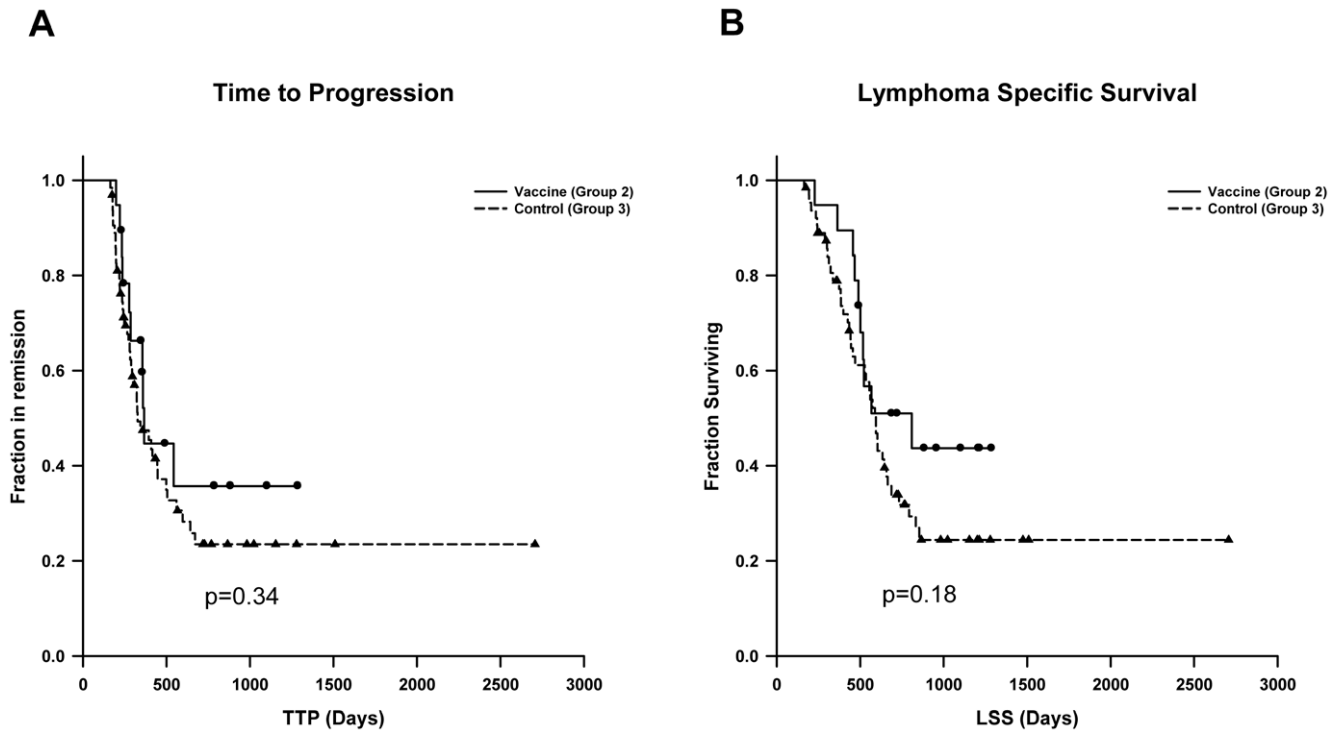 A
Time to Progression
Fraction in remission
1.0
0.8
0.6
0.4
0.2
0.0
Vaccine (Group 2)
Control (Group 3)
p=0.34
0 500 1000 1500 2000 2500 3000
TTP (Days)
B
Lymphoma Specific Survival
Fraction Surviving
1.0
0.8
0.6
0.4
0.2
0.0
Vaccine (Group 2)
Control (Group 3)
p=0.18
0 500 1000 1500 2000 2500 3000
LSS (Days)